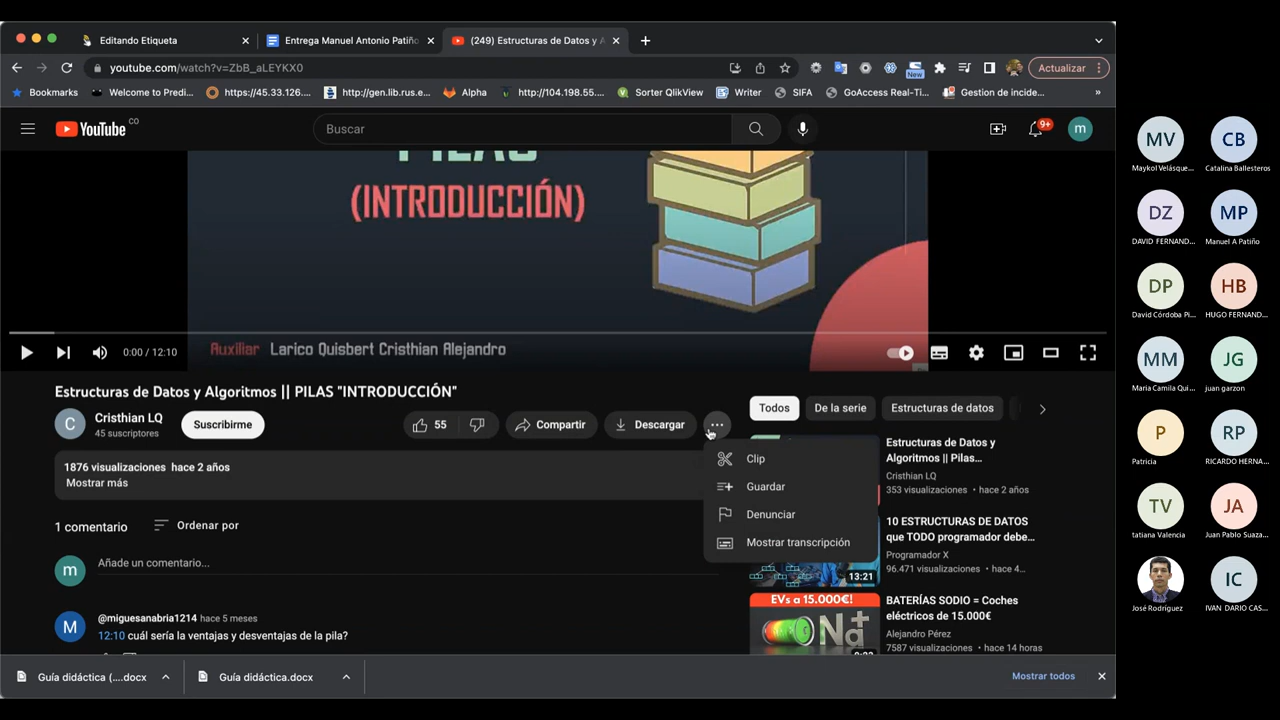 Editando Etiqueta
Entrega Manuel Antonio Patiño
(249) Estructuras de Datos y A
youtube.com/watch?v=ZbB_aLEYKX0
New
Actualizar
Bookmarks
Welcome to Predi...
https://45.33.126....
http://gen.lib.rus.e...
Alpha
http://104.198.55....
Sorter QlikView
Writer
SIFA
GoAccess Real-Ti...
Gestion de incide...
»
YouTube CO
Buscar
9+
m
PILAS
(INTRODUCCIÓN)
Auxiliar Larico Quisbert Cristhian Alejandro
0:00 / 12:10
Estructuras de Datos y Algoritmos || PILAS "INTRODUCCIÓN"
C
Cristhian LQ
45 suscriptores
Suscribirme
55
Compartir
Descargar
...
Clip
Guardar
Denunciar
Mostrar transcripción
1876 visualizaciones hace 2 años
Mostrar más
1 comentario
Ordenar por
m
Añade un comentario...
M
@miguesanabria1214 hace 5 meses
12:10 cuál sería la ventajas y desventajas de la pila?
Todos
De la serie
Estructuras de datos
Estructuras de Datos y
Algoritmos || Pilas...
Cristhian LQ
353 visualizaciones • hace 2 años
10 ESTRUCTURAS DE DATOS
que TODO programador debe...
Programador X
96.471 visualizaciones • hace 4...
13:21
EVs a 15.000€!
Na+
BATERÍAS SODIO = Coches
eléctricos de 15.000€
Alejandro Pérez
7587 visualizaciones • hace 14 horas
Guía didáctica (....docx
Guía didáctica.docx
Mostrar todos
MV
Maykol Velásque...
CB
Catalina Ballesteros
DZ
DAVID FERNAND...
MP
Manuel A Patiño
DP
David Córdoba Pi...
HB
HUGO FERNAND...
MM
Maria Camila Qui...
JG
juan garzon
P
Patricia
RP
RICARDO HERNA...
TV
tatiana Valencia
JA
Juan Pablo Suaza...
José Rodríguez
IC
IVAN DARIO CAS...